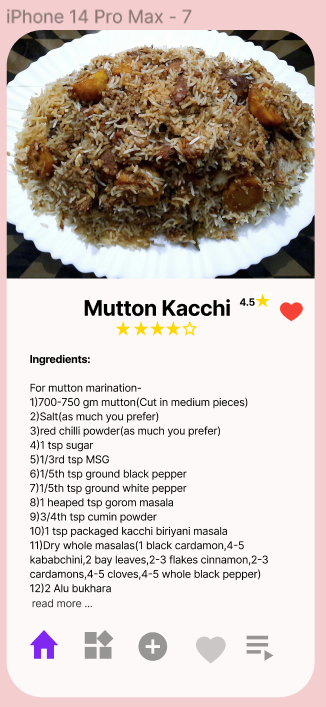 iPhone 14 Pro Max - 7
Mutton Kacchi 4.5
Ingredients:
For mutton marination-
1)700-750 gm mutton(Cut in medium pieces)
2)Salt(as much you prefer)
3)red chilli powder(as much you prefer)
4)1 tsp sugar
5)1/3rd tsp MSG
6)1/5th tsp ground black pepper
7)1/5th tsp ground white pepper
8)1 heaped tsp gorom masala
9)3/4th tsp cumin powder
10)1 tsp packaged kacchi biriyani masala
11)Dry whole masalas(1 black cardamon,4-5
kababchini,2 bay leaves,2-3 flakes cinnamon,2-3
cardamons,4-5 cloves,4-5 whole black pepper)
12)2 Alu bukhara
read more ...